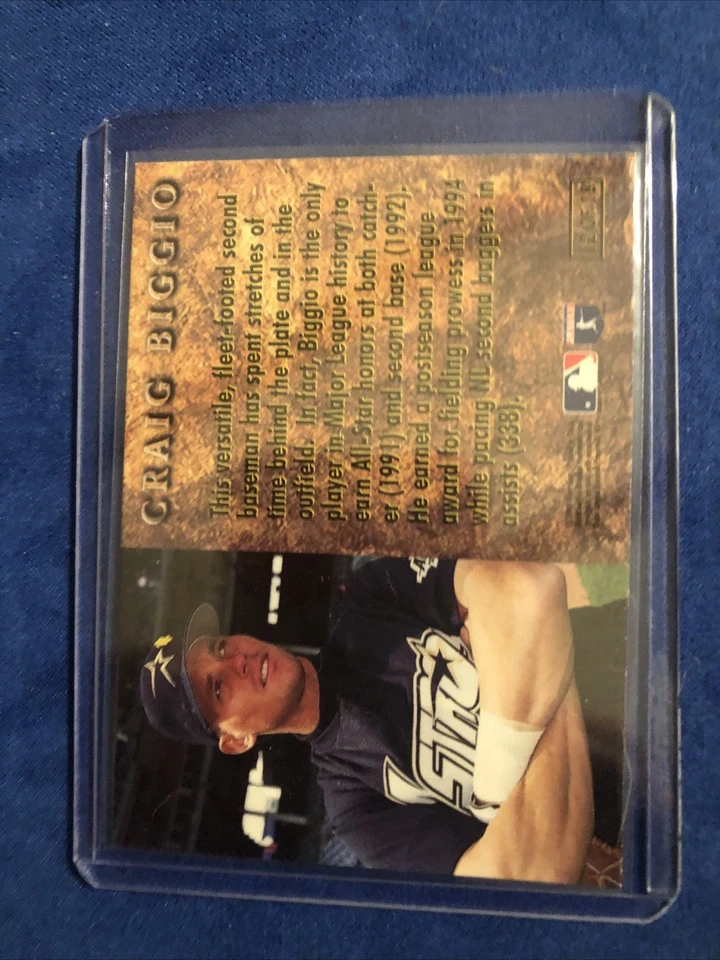 CRAIG BIGGIO
This versatile, fleet-footed second
baseman has spent stretches of
time behind the plate and in the
outfield. In fact, Biggio is the only
player in Major League history to
earn All-Star honors at both catch-
er (1991) and second base (1992).
He earned a postseason league
award for fielding prowess in 1994
while pacing NL second baggers in
assists (338).
ASTROS